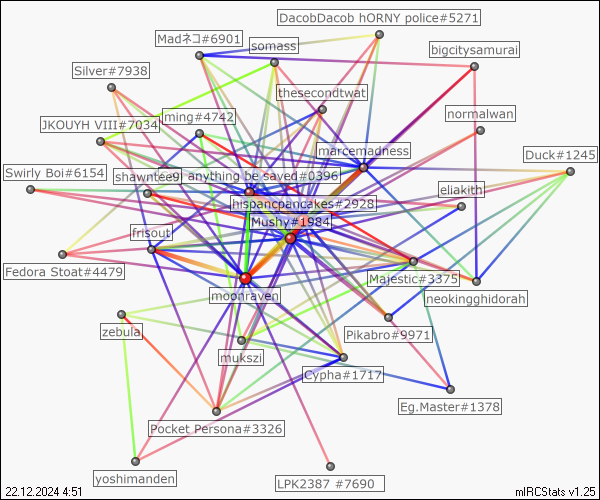 DacobDacob hORNY police#5271
Madネコ#6901
somass
bigcitysamurai
Silver#7938
thesecondtwat
normalwan
JKOUYH VIII#7034
ming#4742
marcemadness
Duck#1245
Swirly Boi#6154
shawntee
anything be saved#0396
eliakith
hispancpancakes#2928
Mushy#1984
frisout
Fedora Stoat#4479
Majestic#3375
moonraven
neokingghidorah
zebula
Pikabro#9971
mukszi
Cypha#1717
Eg.Master#1378
Pocket Persona#3326
yoshimanden
LPK2387 #7690
22.12.2024 4:51
mIRCStats v1.25